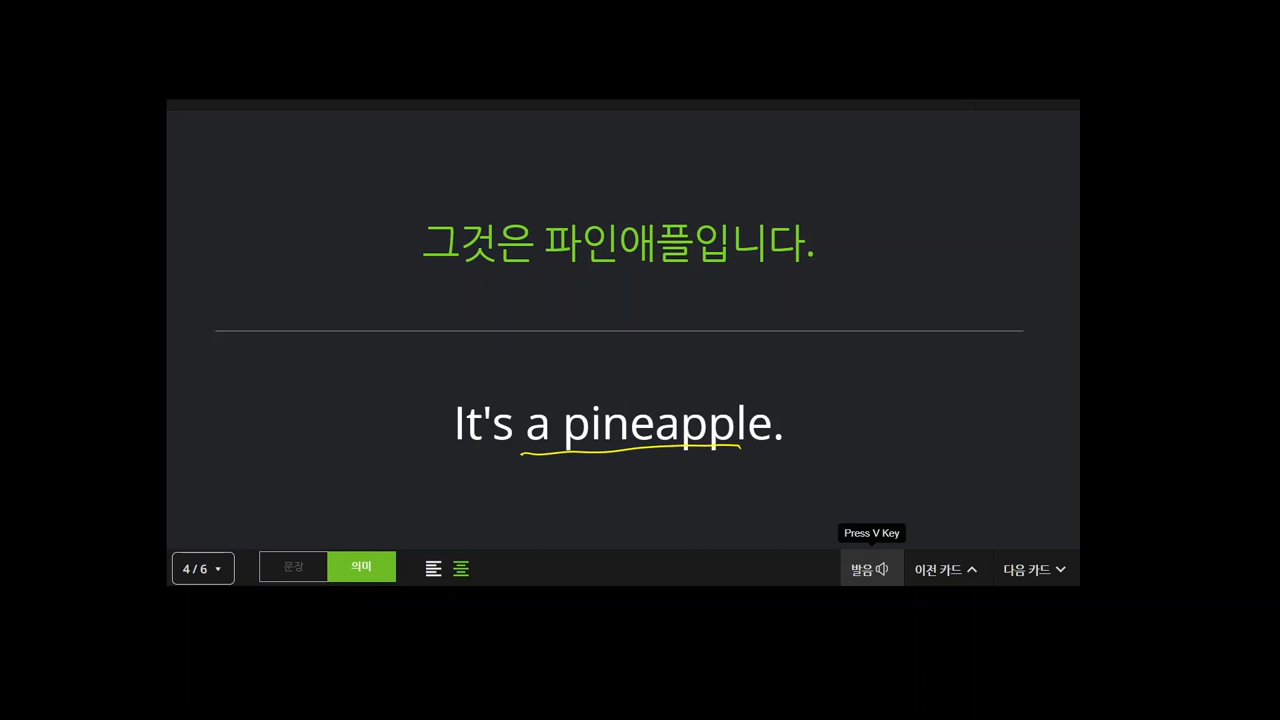 그것은 파인애플입니다.
It's a pineapple.
Press V Key
4 / 6
문장
의미
발음
이전 카드
다음 카드